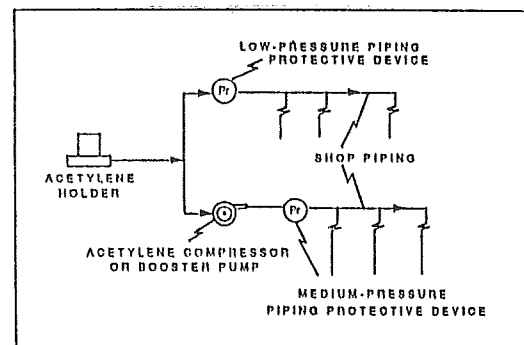 LOW-PRESSURE PIPING
PROTECTIVE DEVICE
Pr
ACETYLENE
HOLDER
SHOP PIPING
Pr
ACETYLENE COMPRESSOR
OR BOOSTER PUMP
MEDIUM-PRESSURE
PIPING PROTECTIVE DEVICE